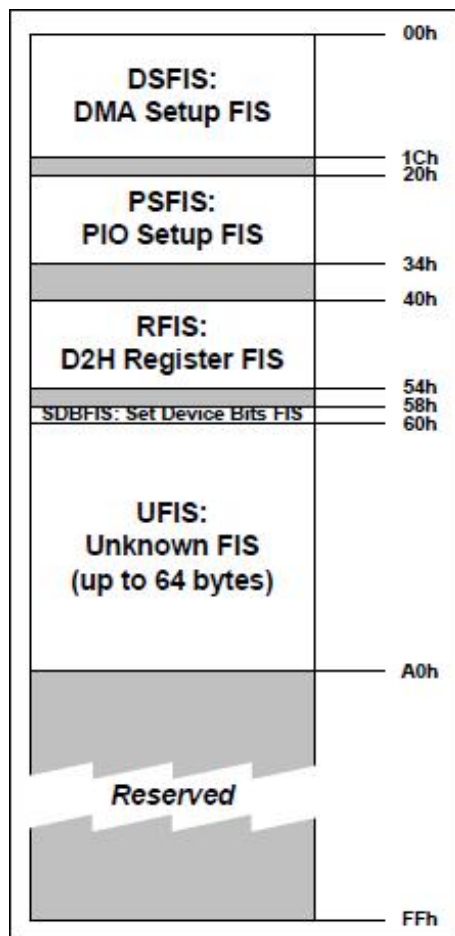 00h
DSFIS:
DMA Setup FIS
1Ch
20h
PSFIS:
PIO Setup FIS
34h
40h
RFIS:
D2H Register FIS
54h
58h
SDBFIS: Set Device Bits FIS
60h
UFIS:
Unknown FIS
(up to 64 bytes)
A0h
Reserved
FFh